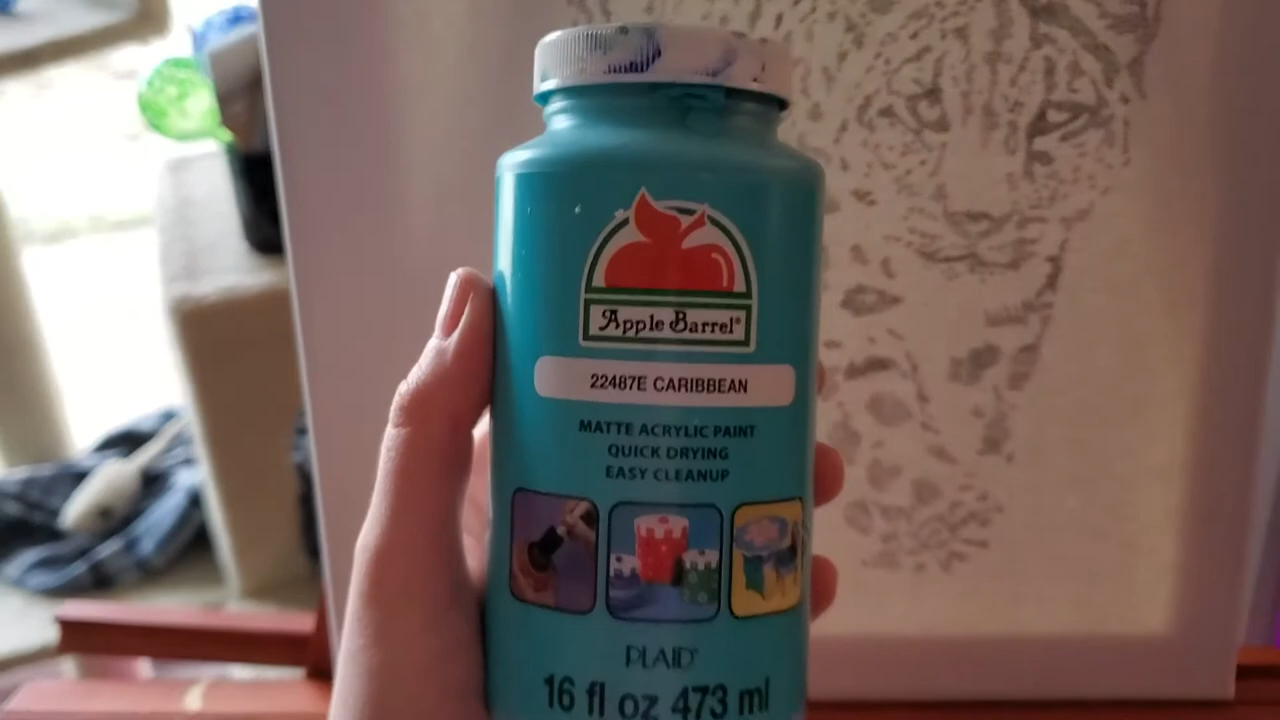 Apple Barrel®
22487E CARIBBEAN
MATTE ACRYLIC PAINT
QUICK DRYING
EASY CLEANUP
PLAID®
16 fl oz 473 ml